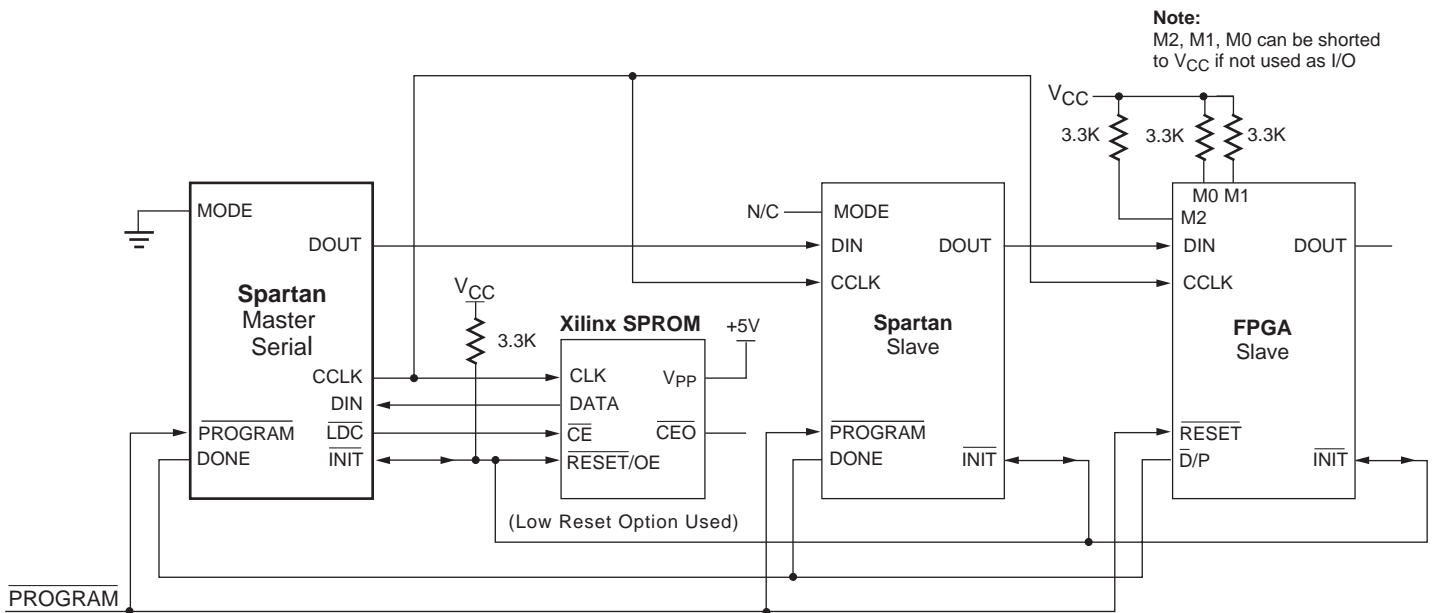 Note:
M2, M1, M0 can be shorted
to VCC if not used as I/O
VCC
3.3K
3.3K
3.3K
MODE
DOUT
Spartan
Master
Serial
CCLK
DIN
PROGRAM
LDC
DONE
INIT
VCC
3.3K
Xilinx SPROM
+5V
CLK
VPP
DATA
CE
CEO
RESET/OE
(Low Reset Option Used)
N/C
MODE
DIN
DOUT
CCLK
Spartan
Slave
PROGRAM
DONE
INIT
M0 M1
M2
DIN
DOUT
CCLK
FPGA
Slave
RESET
D/P
INIT
PROGRAM